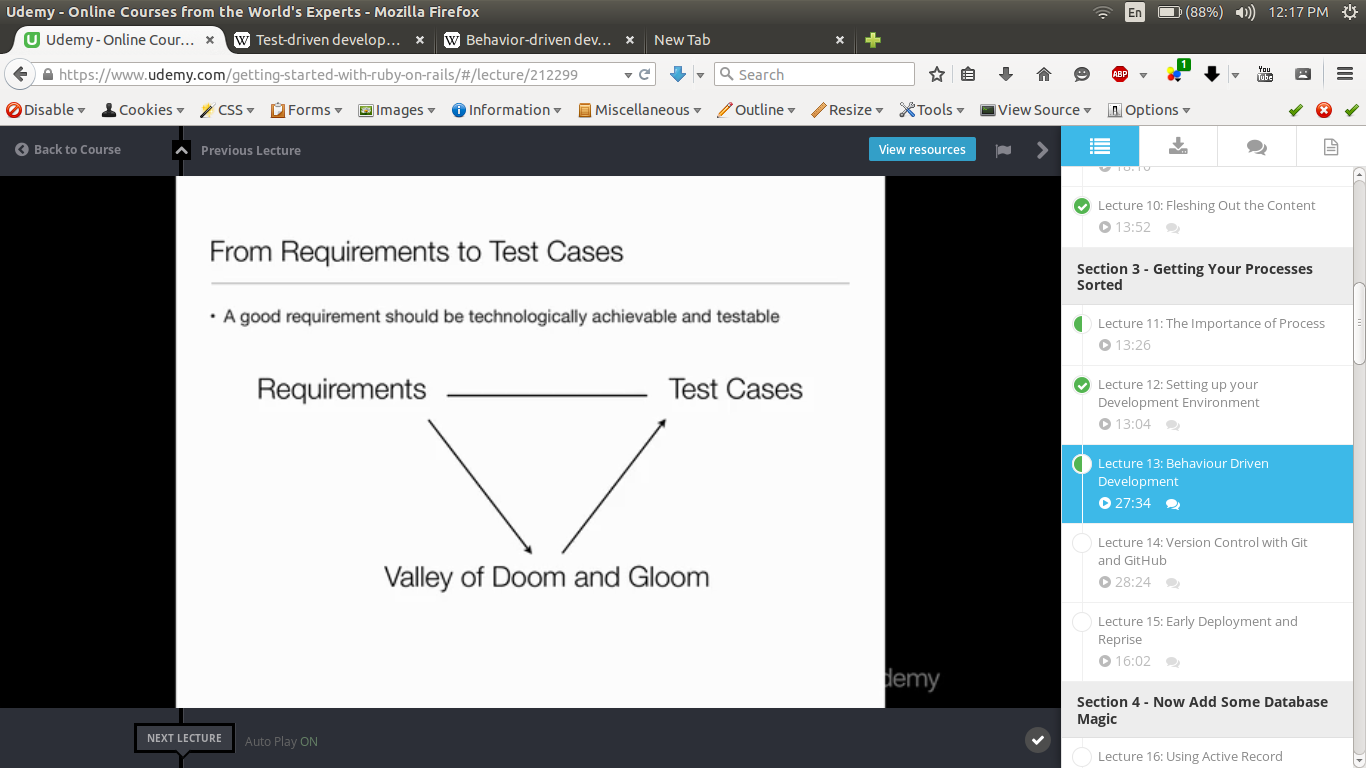 Udemy - Online Courses from the World's Experts - Mozilla Firefox
En (88%) 12:17 PM
Udemy - Online Cour... × Test-driven develop... × Behavior-driven dev... × New Tab ×
https://www.udemy.com/getting-started-with-ruby-on-rails/#/lecture/212299
Search
ABP
1
You Tube
Disable Cookies CSS Forms Images Information Miscellaneous Outline Resize Tools View Source Options
Back to Course
Previous Lecture
View resources
From Requirements to Test Cases
• A good requirement should be technologically achievable and testable
Requirements
Test Cases
Valley of Doom and Gloom
demy
NEXT LECTURE
Auto Play ON
Lecture 10: Fleshing Out the Content
13:52
Section 3 - Getting Your Processes
Sorted
Lecture 11: The Importance of Process
13:26
Lecture 12: Setting up your
Development Environment
13:04
Lecture 13: Behaviour Driven
Development
27:34
Lecture 14: Version Control with Git
and GitHub
28:24
Lecture 15: Early Deployment and
Reprise
16:02
Section 4 - Now Add Some Database
Magic
Lecture 16: Using Active Record